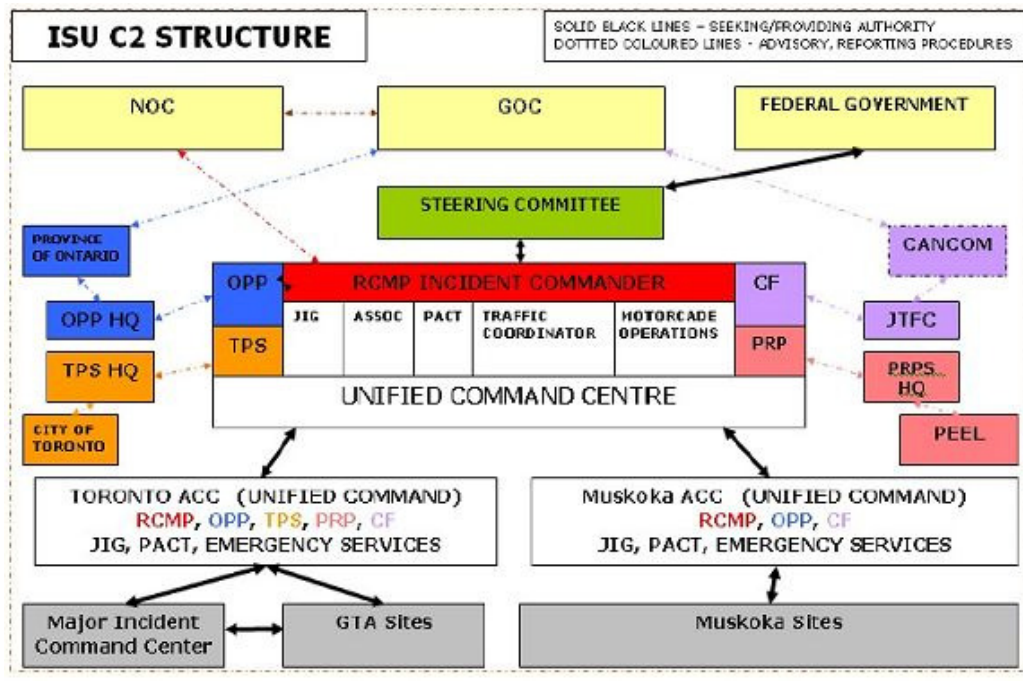 ISU C2 STRUCTURE
SOLID BLACK LINES – SEEKING/PROVIDING AUTHORITY
DOTTTED COLOURED LINES - ADVISORY, REPORTING PROCEDURES
NOC
GOC
FEDERAL GOVERNMENT
STEERING COMMITTEE
PROVINCE
OF ONTARIO
CANCOM
OPP
RCMP INCIDENT COMMANDER
CF
OPP HQ
JTFC
JIG
ASSOC
PACT
TRAFFIC
COORDINATOR
MOTORCADE
OPERATIONS
TPS
PRP
TPS HQ
PRPS
HQ
UNIFIED COMMAND CENTRE
CITY OF
TORONTO
PEEL
TORONTO ACC (UNIFIED COMMAND)
RCMP, OPP, TPS, PRP, CF
JIG, PACT, EMERGENCY SERVICES
Muskoka ACC (UNIFIED COMMAND)
RCMP, OPP, CF
JIG, PACT, EMERGENCY SERVICES
Major Incident
Command Center
GTA Sites
Muskoka Sites